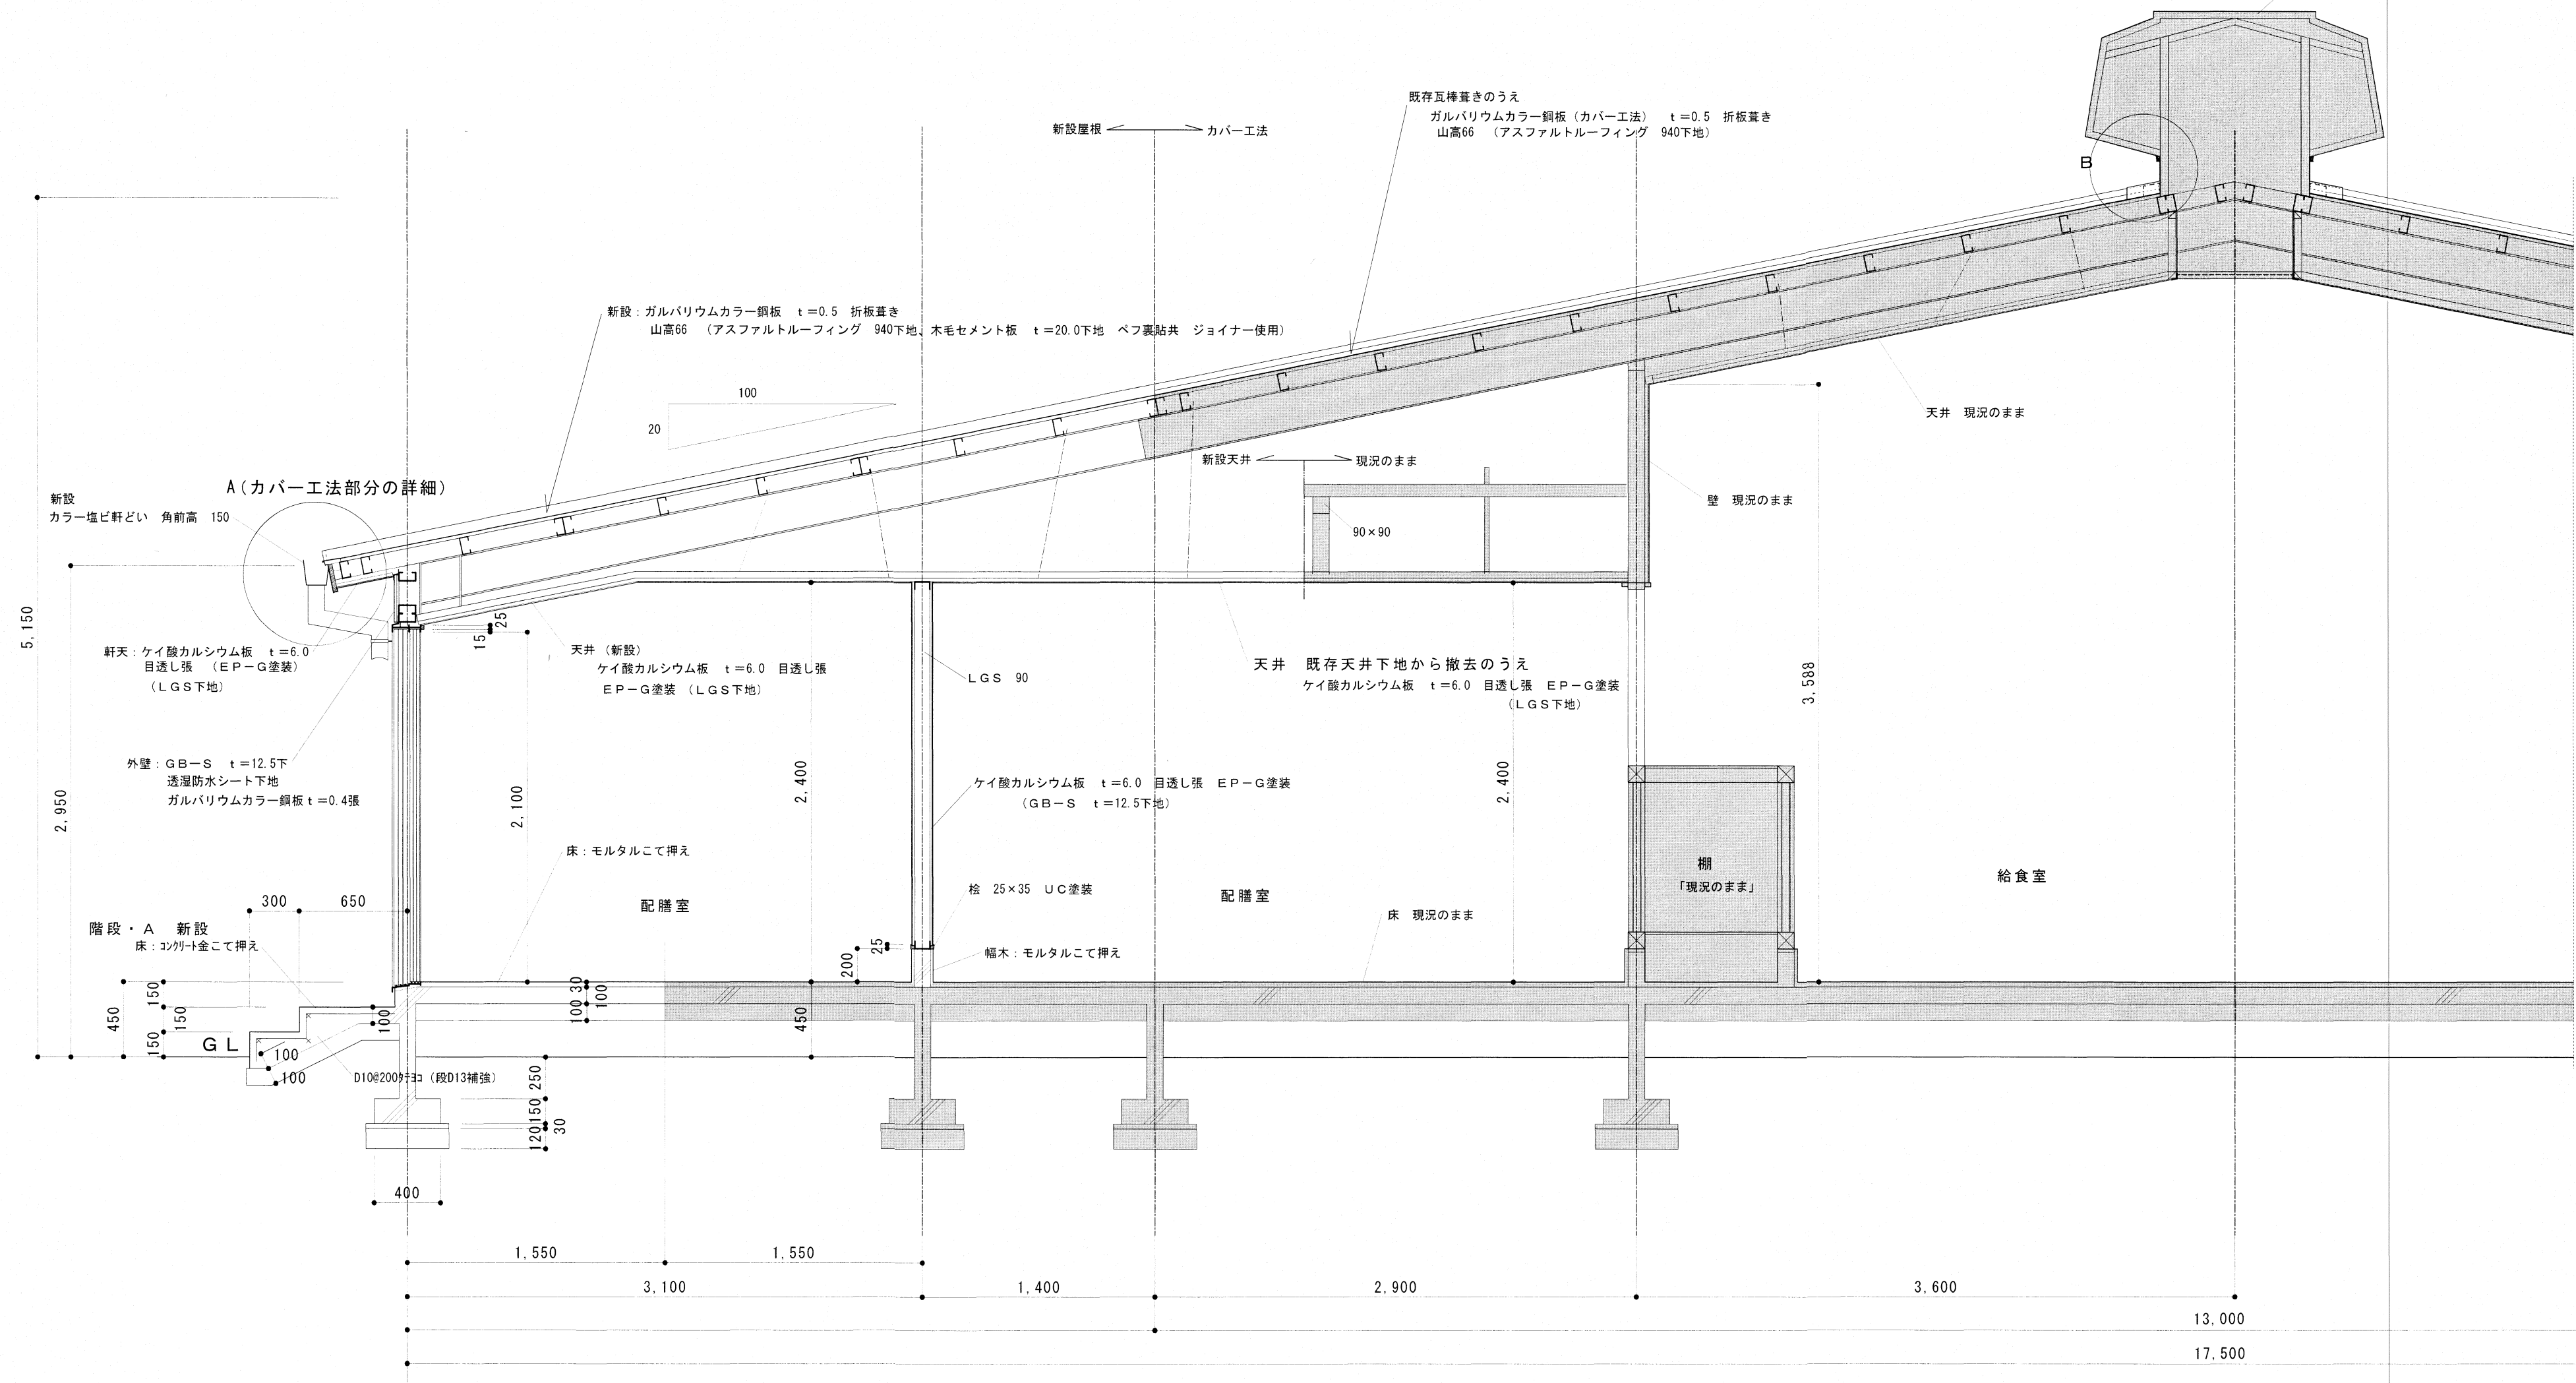 既存瓦棒葺きのうえ
ガルバリウムカラー鋼板（カバー工法）　ｔ＝0.5　折板葺き
山高66　（アスファルトルーフィング　940下地）
新設屋根
カバー工法
B
新設：ガルバリウムカラー鋼板　ｔ＝0.5　折板葺き
山高66　（アスファルトルーフィング　940下地、木毛セメント板　ｔ＝20.0下地　ペフ裏貼共　ジョイナー使用）
100
20
天井　現況のまま
新設天井
現況のまま
A（カバー工法部分の詳細）
新設
カラー塩ビ軒どい　角前高　150
壁　現況のまま
90×90
5,150
2,950
25
15
軒天：ケイ酸カルシウム板　ｔ＝6.0
目透し張　（ＥＰ－Ｇ塗装）
（ＬＧＳ下地）
天井（新設）
ケイ酸カルシウム板　ｔ＝6.0　目透し張
ＥＰ－Ｇ塗装　（ＬＧＳ下地）
ＬＧＳ　90
天井　既存天井下地から撤去のうえ
ケイ酸カルシウム板　ｔ＝6.0　目透し張　ＥＰ－Ｇ塗装
（ＬＧＳ下地）
3,588
外壁：ＧＢ－Ｓ　ｔ＝12.5下
透湿防水シート下地
ガルバリウムカラー鋼板ｔ＝0.4張
2,100
2,400
ケイ酸カルシウム板　ｔ＝6.0　目透し張　ＥＰ－Ｇ塗装
（ＧＢ－Ｓ　ｔ＝12.5下地）
2,400
床：モルタルこて押え
棚
「現況のまま」
給食室
桧　25×35　ＵＣ塗装
配膳室
配膳室
床　現況のまま
300
650
階段・Ａ　新設
床：コンクリート金こて押え
25
200
幅木：モルタルこて押え
450
150
150
150
100
30
100
100
450
ＧＬ
100
100
D10@200ﾀﾃﾖｺ（段D13補強）
250
150
120
30
400
1,550
1,550
3,100
1,400
2,900
3,600
13,000
17,500